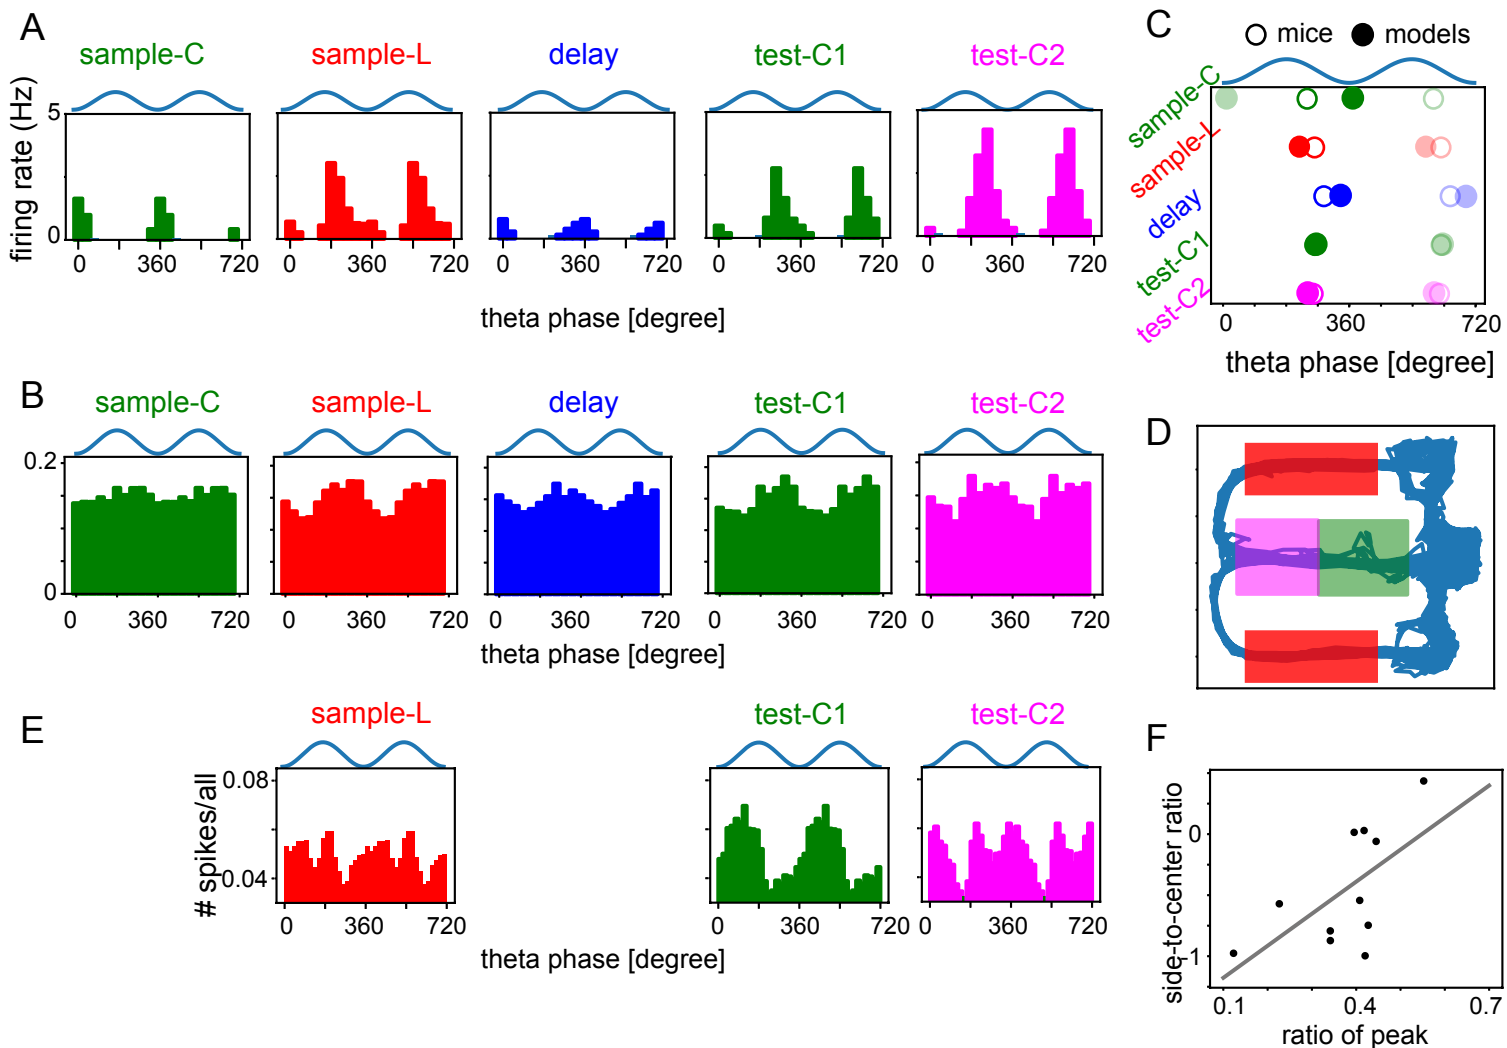 A
sample-C sample-L delay test-C1 test-C2
firing rate (Hz)
5
0
0 360 720 0 360 720 0 360 720 0 360 720 0 360 720
theta phase [degree]
C
mice models
sample-C
sample-L
delay
test-C1
test-C2
0 360 720
theta phase [degree]
B
sample-C sample-L delay test-C1 test-C2
0.2
0
0 360 720 0 360 720 0 360 720 0 360 720 0 360 720
theta phase [degree]
D
E
sample-L test-C1 test-C2
# spikes/all
0.08
0.04
0 360 720 0 360 720 0 360 720
theta phase [degree]
F
side-to-center ratio
0
-1
0.1 0.4 0.7
ratio of peak